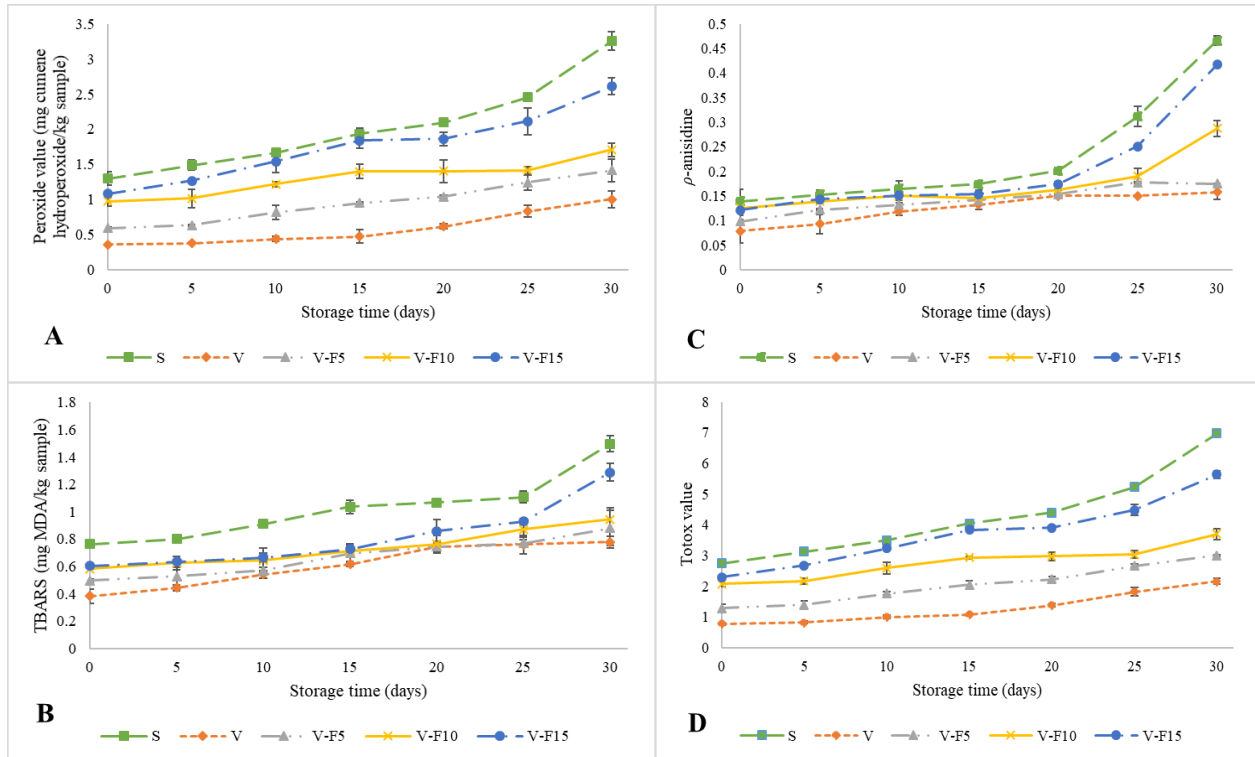 Peroxide value (mg cumene
hydroperoxide/kg sample)
3.5
3
2.5
2
1.5
1
0.5
0
0 5 10 15 20 25 30
Storage time (days)
A
S V V-F5 V-F10 V-F15
ρ-anisidine
0.5
0.45
0.4
0.35
0.3
0.25
0.2
0.15
0.1
0.05
0
0 5 10 15 20 25 30
Storage time (days)
C
S V V-F5 V-F10 V-F15
TBARS (mg MDA/kg sample)
1.8
1.6
1.4
1.2
1
0.8
0.6
0.4
0.2
0
0 5 10 15 20 25 30
Storage time (days)
B
S V V-F5 V-F10 V-F15
Totox value
8
7
6
5
4
3
2
1
0
0 5 10 15 20 25 30
Storage time (days)
D
S V V-F5 V-F10 V-F15